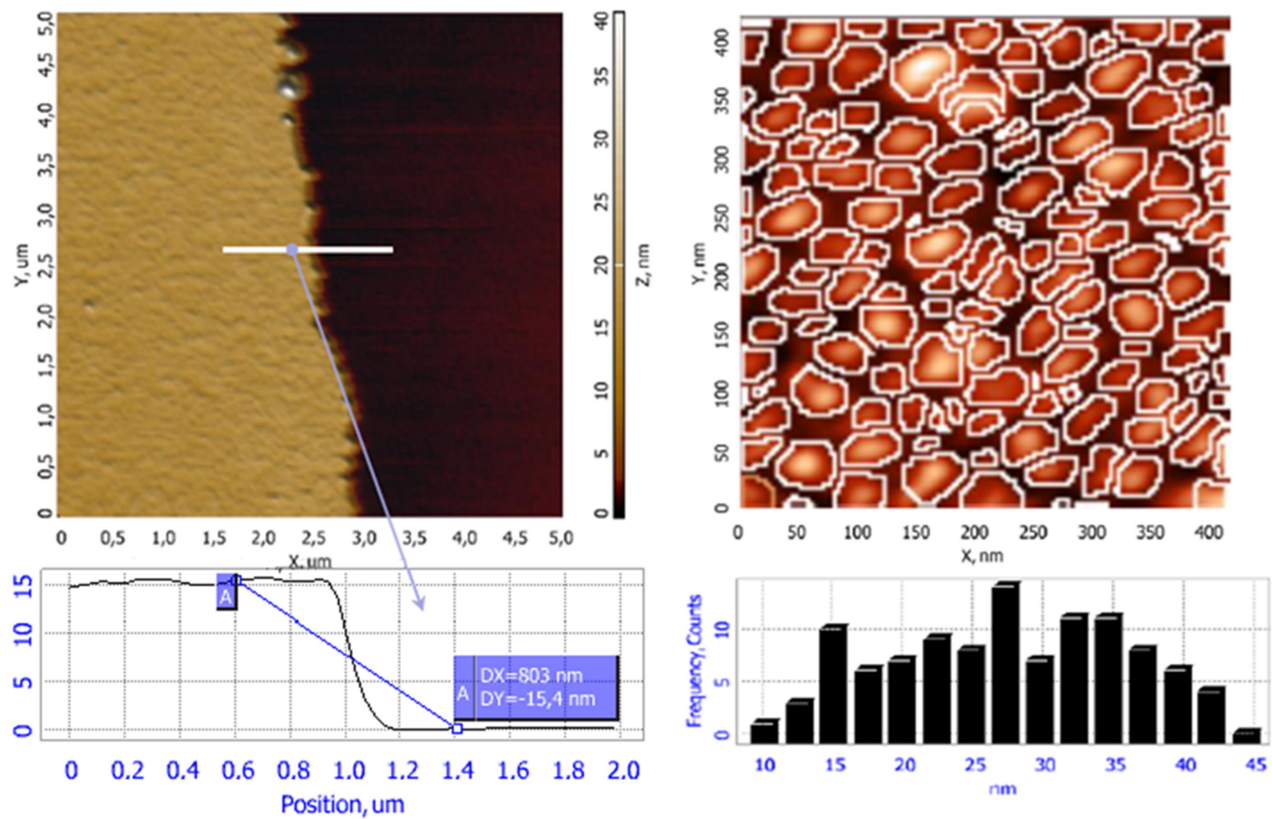 5,0
4,5
4,0
3,5
3,0
2,5
2,0
1,5
1,0
0,5
0
Y, um
0 0,5 1,0 1,5 2,0 2,5 3,0 3,5 4,0 4,5 5,0
X, um
40
35
30
25
20
15
10
5
0
Z, nm
400
350
300
250
200
150
100
50
0
Y, nm
0 50 100 150 200 250 300 350 400
X, nm
15
10
5
0
A
A
DX=803 nm
DY=-15,4 nm
0 0.2 0.4 0.6 0.8 1.0 1.2 1.4 1.6 1.8 2.0
Position, um
Frequency, Counts
10
5
0
10 15 20 25 30 35 40 45
nm